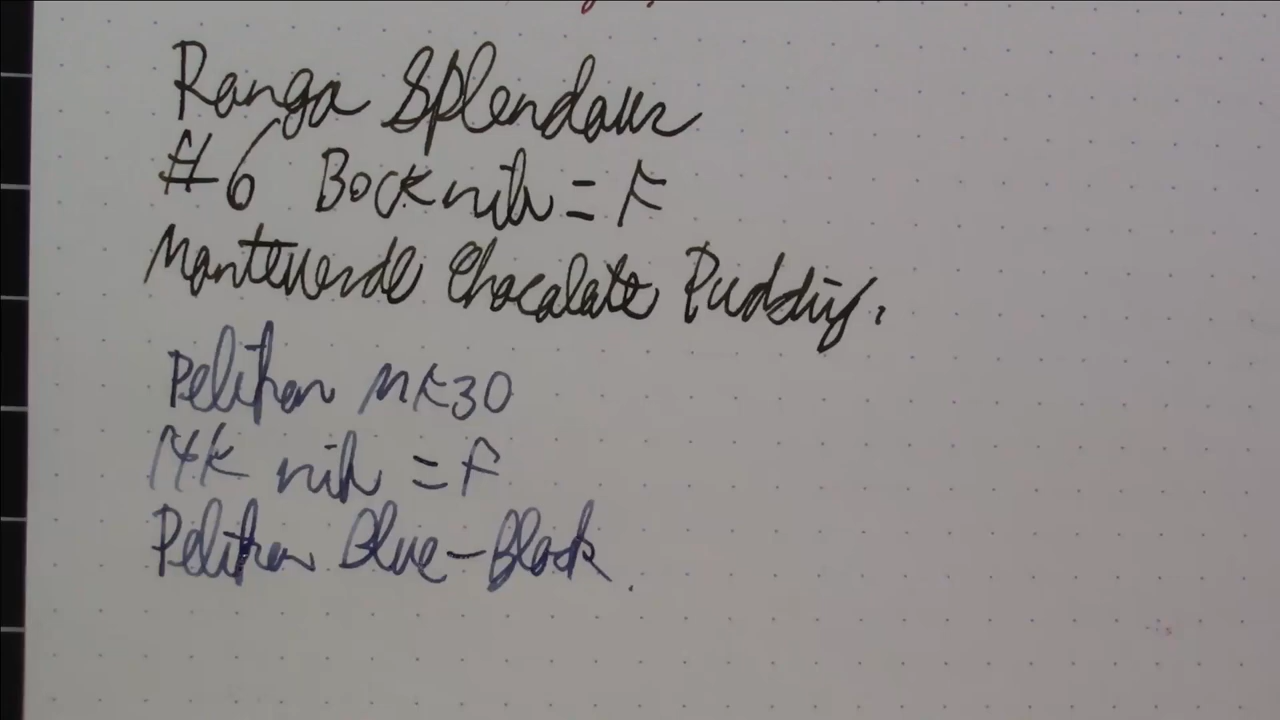 Ranga Splendour
#6 Bock nib = F
Monteverde Chocolate Pudding.
Pelikan MK30
14K nib = F
Pelikan Blue-Black.